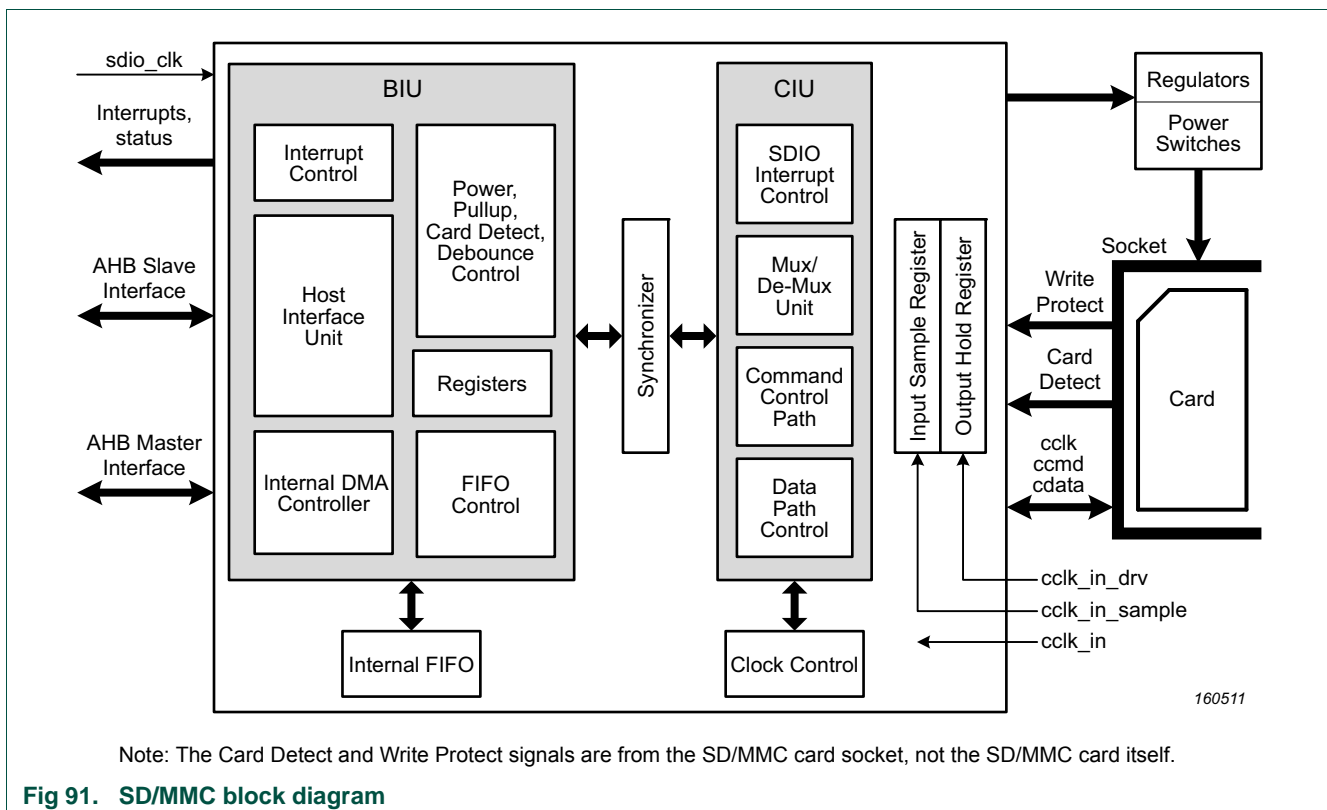 sdio_clk
Interrupts,
status
AHB Slave
Interface
AHB Master
Interface
BIU
Interrupt
Control
Host
Interface
Unit
Internal DMA
Controller
Power,
Pullup,
Card Detect,
Debounce
Control
Registers
FIFO
Control
Internal FIFO
Synchronizer
CIU
SDIO
Interrupt
Control
Mux/
De-Mux
Unit
Command
Control
Path
Data
Path
Control
Clock Control
Input Sample Register
Output Hold Register
Regulators
Power
Switches
Socket
Write
Protect
Card
Detect
cclk
ccmd
cdata
Card
cclk_in_drv
cclk_in_sample
cclk_in
160511
Note: The Card Detect and Write Protect signals are from the SD/MMC card socket, not the SD/MMC card itself.
Fig 91. SD/MMC block diagram